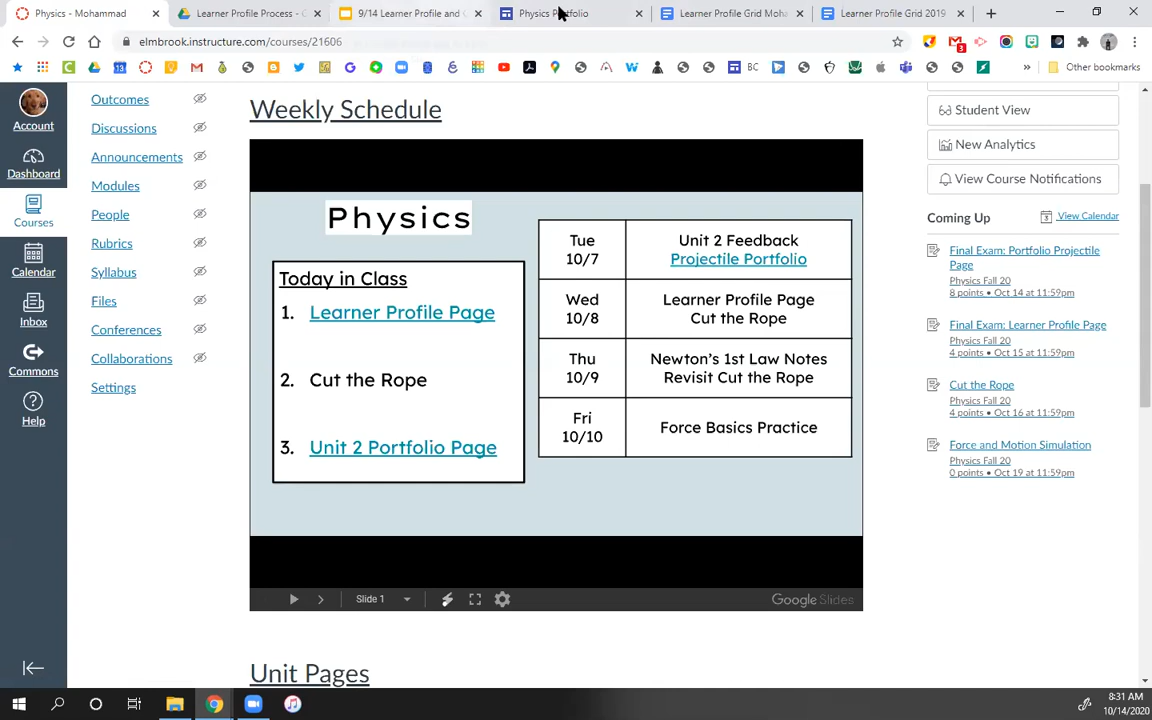 Physics - Mohammad
Learner Profile Process - G
9/14 Learner Profile and G
Physics Portfolio
Learner Profile Grid Moha
Learner Profile Grid 2019
elmbrook.instructure.com/courses/21606
BC
Other bookmarks
Account
Dashboard
Courses
Calendar
Inbox
Commons
Help
Outcomes
Discussions
Announcements
Modules
People
Rubrics
Syllabus
Files
Conferences
Collaborations
Settings
Weekly Schedule
Physics
Today in Class
1. Learner Profile Page
2. Cut the Rope
3. Unit 2 Portfolio Page
Tue
10/7
Unit 2 Feedback
Projectile Portfolio
Wed
10/8
Learner Profile Page
Cut the Rope
Thu
10/9
Newton's 1st Law Notes
Revisit Cut the Rope
Fri
10/10
Force Basics Practice
Slide 1
Google Slides
Unit Pages
Student View
New Analytics
View Course Notifications
Coming Up
View Calendar
Final Exam: Portfolio Projectile
Page
Physics Fall 20
8 points • Oct 14 at 11:59pm
Final Exam: Learner Profile Page
Physics Fall 20
4 points • Oct 15 at 11:59pm
Cut the Rope
Physics Fall 20
4 points • Oct 16 at 11:59pm
Force and Motion Simulation
Physics Fall 20
0 points • Oct 19 at 11:59pm
8:31 AM
10/14/2020